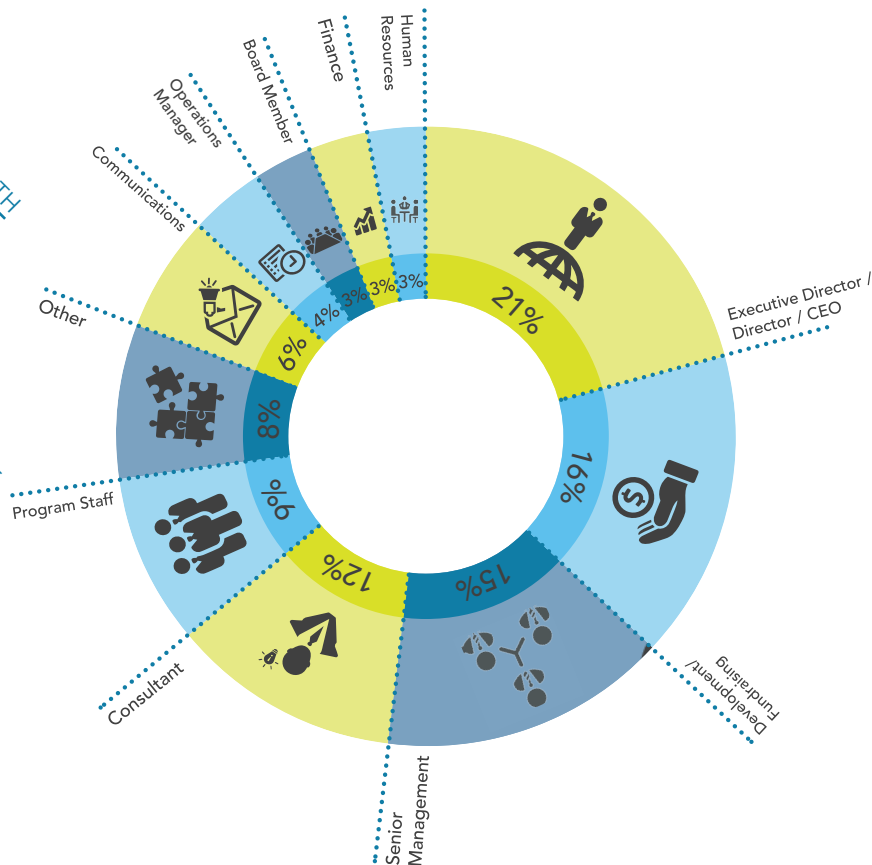 Human
Resources
21%
Executive Director /
Director / CEO
16%
Development/
Fundraising
15%
Senior
Management
12%
Consultant
9%
Program Staff
8%
Other
6%
Communications
4%
Operations
Manager
3%
Board Member
3%
Finance
3%
TH